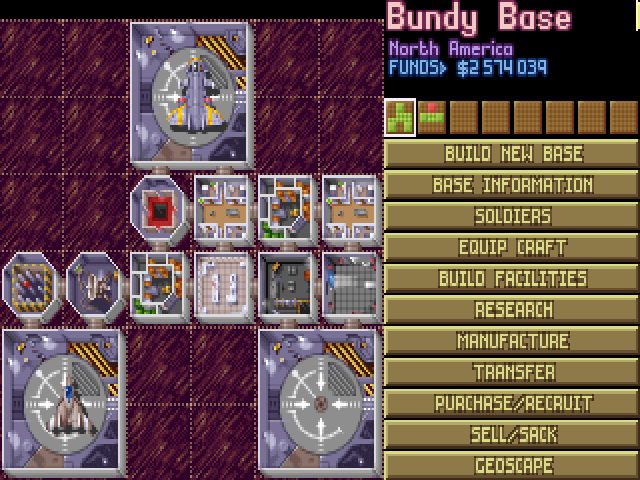 Bundy Base
North America
FUNDS> $2 574 039
BUILD NEW BASE
BASE INFORMATION
SOLDIERS
EQUIP CRAFT
BUILD FACILITIES
RESEARCH
MANUFACTURE
TRANSFER
PURCHASE/RECRUIT
SELL/SACK
GEOSCAPE